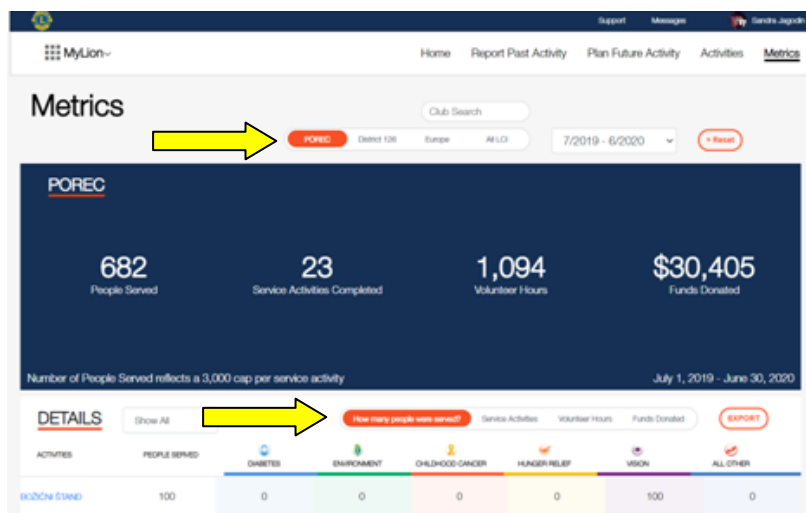 Support Messages Sandra Jagodin
MyLion
Home Report Past Activity Plan Future Activity Activities Metrics
Metrics
Club Search
POREC District 126 Europe All LCI 7/2019 - 6/2020 × Reset
POREC
682 23 1,094 $30,405
People Served Service Activities Completed Volunteer Hours Funds Donated
Number of People Served reflects a 3,000 cap per service activity July 1, 2019 - June 30, 2020
DETAILS Show All How many people were served? Service Activities Volunteer Hours Funds Donated EXPORT
ACTIVITIES PEOPLE SERVED DIABETES ENVIRONMENT CHILDHOOD CANCER HUNGER RELIEF VISION ALL OTHER
BOŽIĆNI ŠTAND 100 0 0 0 0 100 0